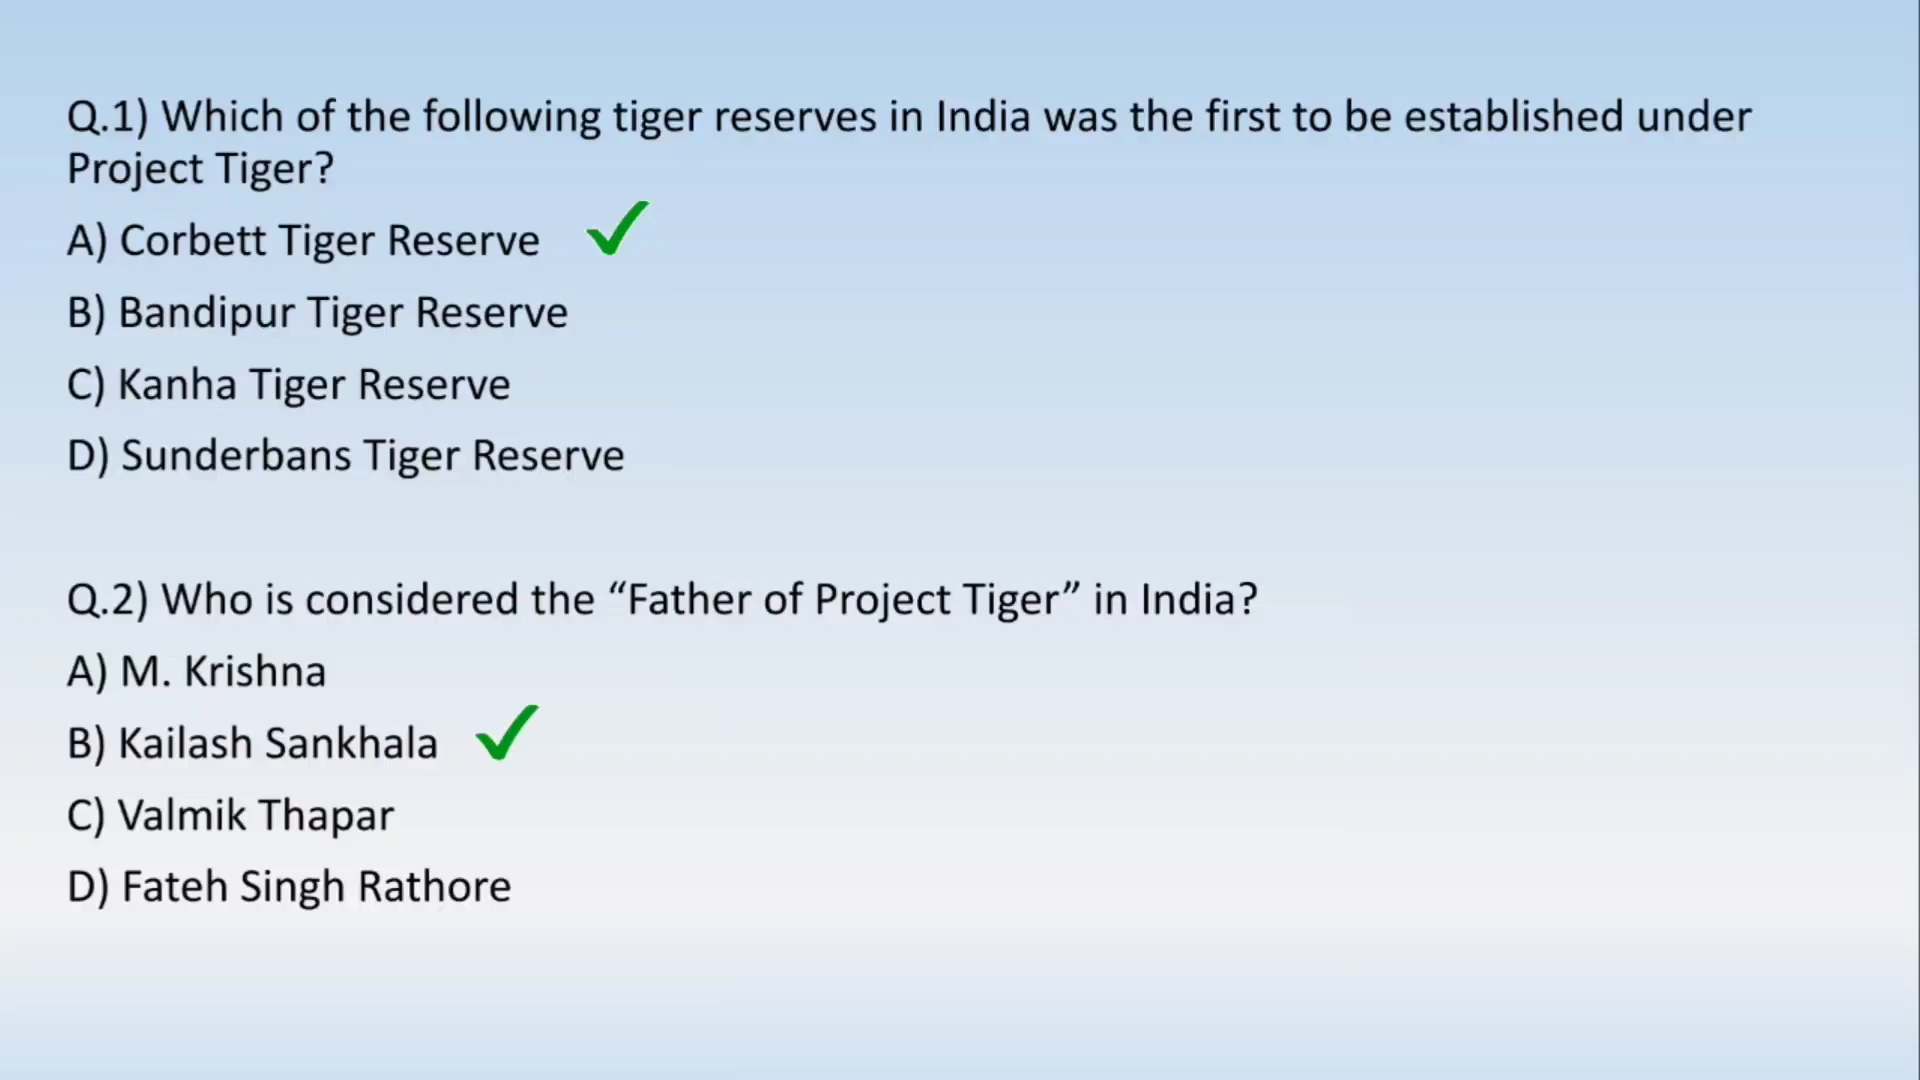 Q.1) Which of the following tiger reserves in India was the first to be established under
Project Tiger?
A) Corbett Tiger Reserve
B) Bandipur Tiger Reserve
C) Kanha Tiger Reserve
D) Sunderbans Tiger Reserve
Q.2) Who is considered the “Father of Project Tiger” in India?
A) M. Krishna
B) Kailash Sankhala
C) Valmik Thapar
D) Fateh Singh Rathore